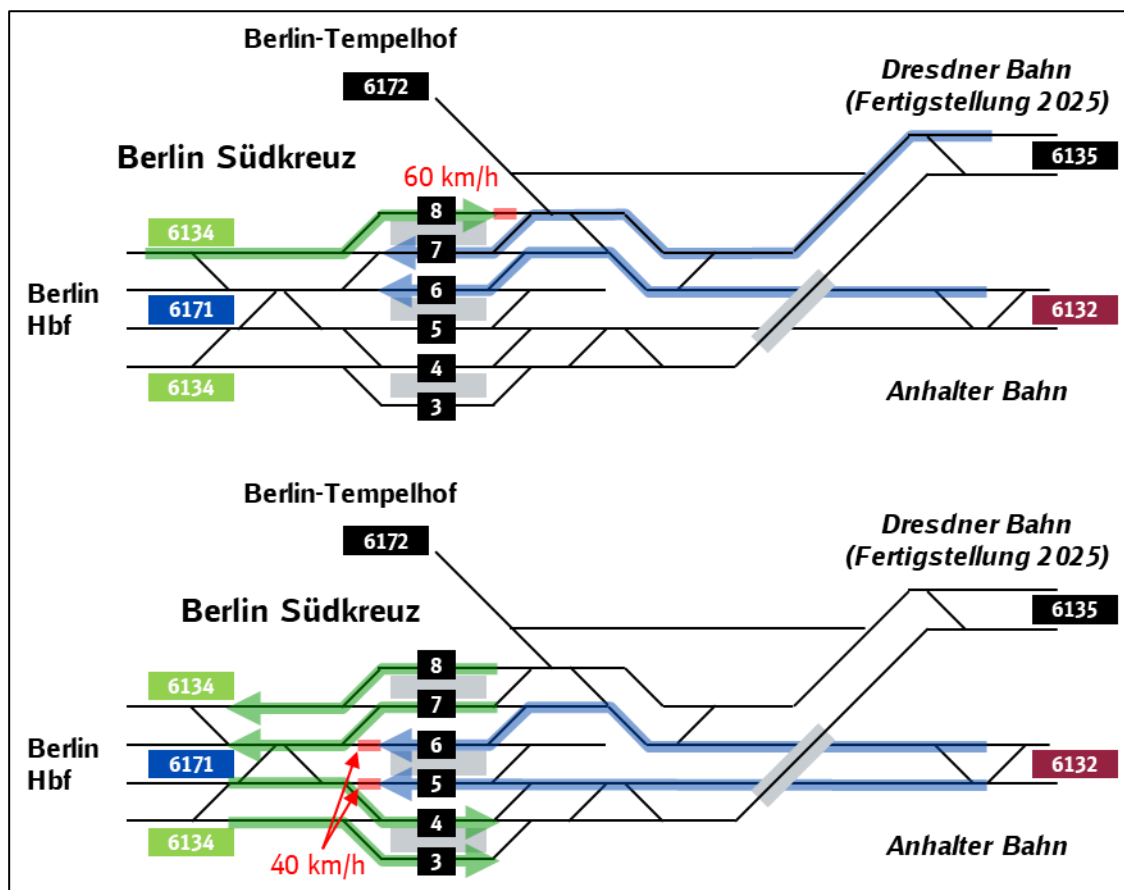 Berlin-Tempelhof
6172
Dresdner Bahn
(Fertigstellung 2025)
Berlin Südkreuz
60 km/h
6135
8
6134
7
Berlin
Hbf
6
6171
5
6132
4
6134
3
Anhalter Bahn
Berlin-Tempelhof
6172
Dresdner Bahn
(Fertigstellung 2025)
Berlin Südkreuz
6135
8
6134
7
Berlin
Hbf
6
6171
5
6132
4
6134
3
40 km/h
Anhalter Bahn